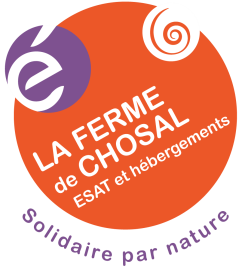 é
LA FERME
de CHOSAL
ESAT et hébergements
Solidaire par nature